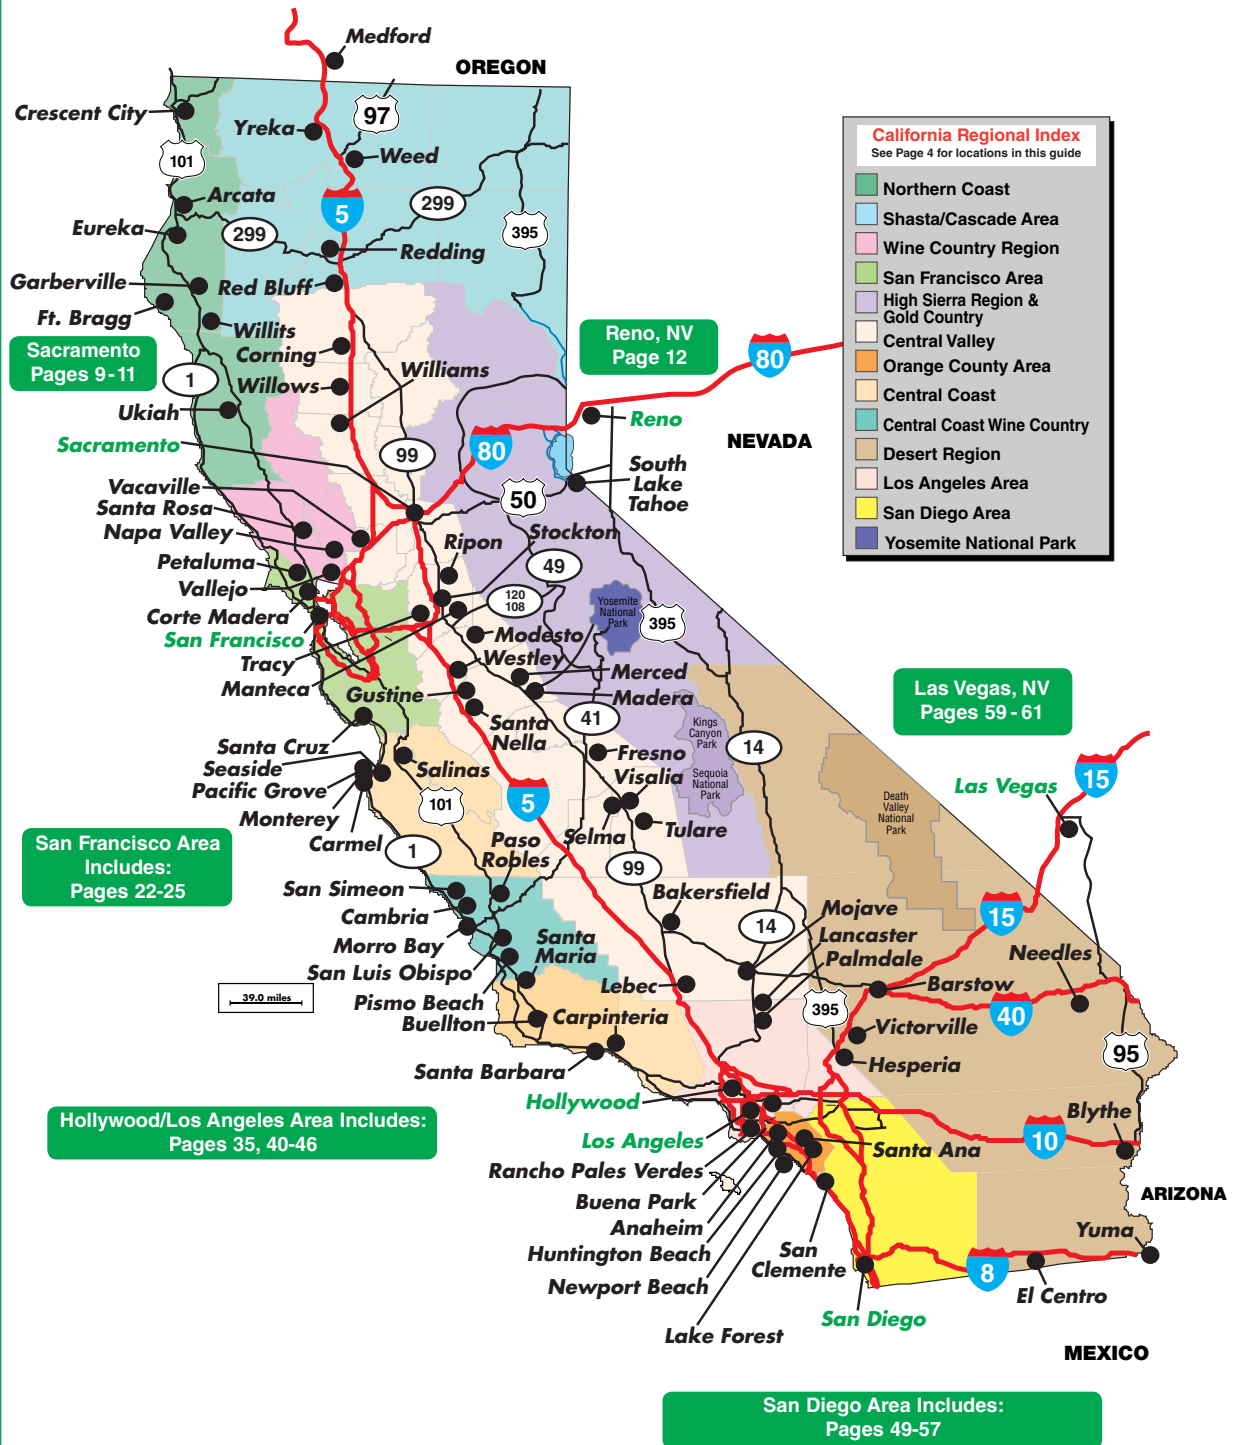 Medford
OREGON
Crescent City
97
Yreka
101
Weed
Arcata
5
299
Eureka
299
395
Redding
Garberville
Red Bluff
Ft. Bragg
Willits
Corning
Sacramento
Pages 9-11
Reno, NV
Page 12
80
Williams
1
Willows
Ukiah
Reno
Sacramento
NEVADA
99
80
South
Lake
Tahoe
50
Vacaville
Santa Rosa
Napa Valley
Stockton
Ripon
Petaluma
49
Vallejo
120
108
Yosemite
National
Park
395
Corte Madera
San Francisco
Modesto
Tracy
Westley
Merced
Manteca
Gustine
Madera
41
Kings
Canyon
Park
14
Santa
Nella
Santa Cruz
Fresno
Seaside
Salinas
Visalia
Sequoia
National
Park
Pacific Grove
101
5
Monterey
Selma
Tulare
Carmel
1
Paso
Robles
99
Death
Valley
National
Park
Las Vegas, NV
Pages 59-61
15
Las Vegas
San Francisco Area
Includes:
Pages 22-25
San Simeon
Bakersfield
Cambria
14
Mojave
15
Morro Bay
Santa
Maria
Lancaster
Needles
San Luis Obispo
Palmdale
39.0 miles
Lebec
Barstow
Pismo Beach
395
40
Buellton
Carpinteria
Victorville
95
Santa Barbara
Hesperia
Hollywood
Blythe
Hollywood/Los Angeles Area Includes:
Pages 35, 40-46
Los Angeles
10
Santa Ana
Rancho Pales Verdes
Buena Park
ARIZONA
Anaheim
Yuma
Huntington Beach
San
Clemente
8
Newport Beach
El Centro
San Diego
Lake Forest
MEXICO
San Diego Area Includes:
Pages 49-57
California Regional Index
See Page 4 for locations in this guide
Northern Coast
Shasta/Cascade Area
Wine Country Region
San Francisco Area
High Sierra Region &
Gold Country
Central Valley
Orange County Area
Central Coast
Central Coast Wine Country
Desert Region
Los Angeles Area
San Diego Area
Yosemite National Park